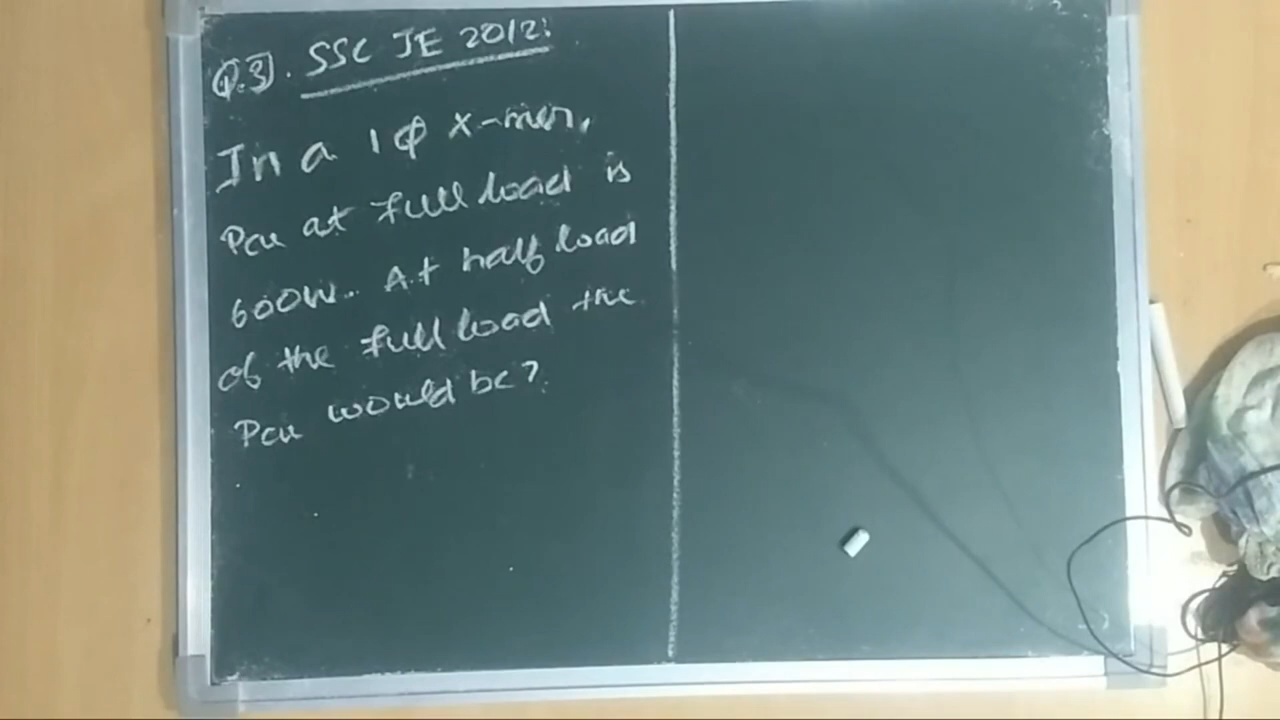 Q.3]. SSC JE 2012:
In a 1ϕ x-mer,
Pcu at full load is
600W. At half load
of the full load the
Pcu would be?